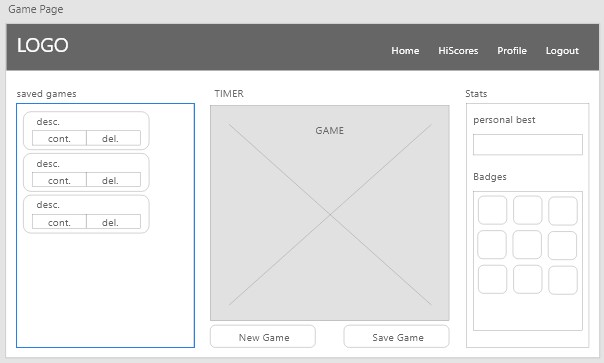 Game Page
LOGO
Home HiScores Profile Logout
saved games
desc.
cont. del.
desc.
cont. del.
desc.
cont. del.
TIMER
GAME
New Game Save Game
Stats
personal best
Badges